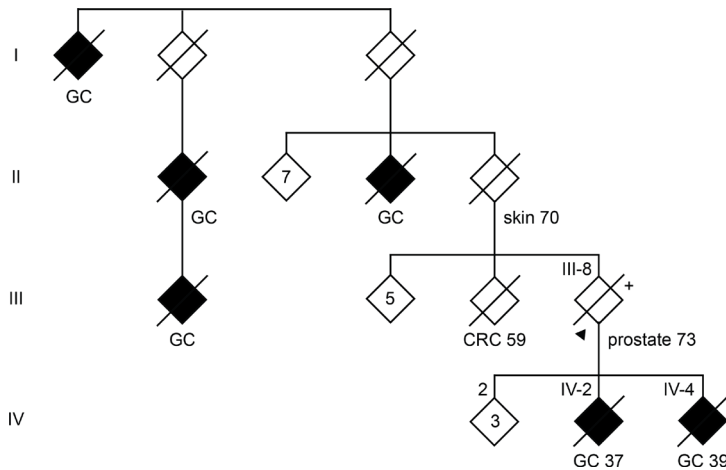 I
GC
II
7
GC
GC
skin 70
III-8
III
5
+
GC
CRC 59
prostate 73
2
IV-2
IV-4
IV
3
GC 37
GC 39